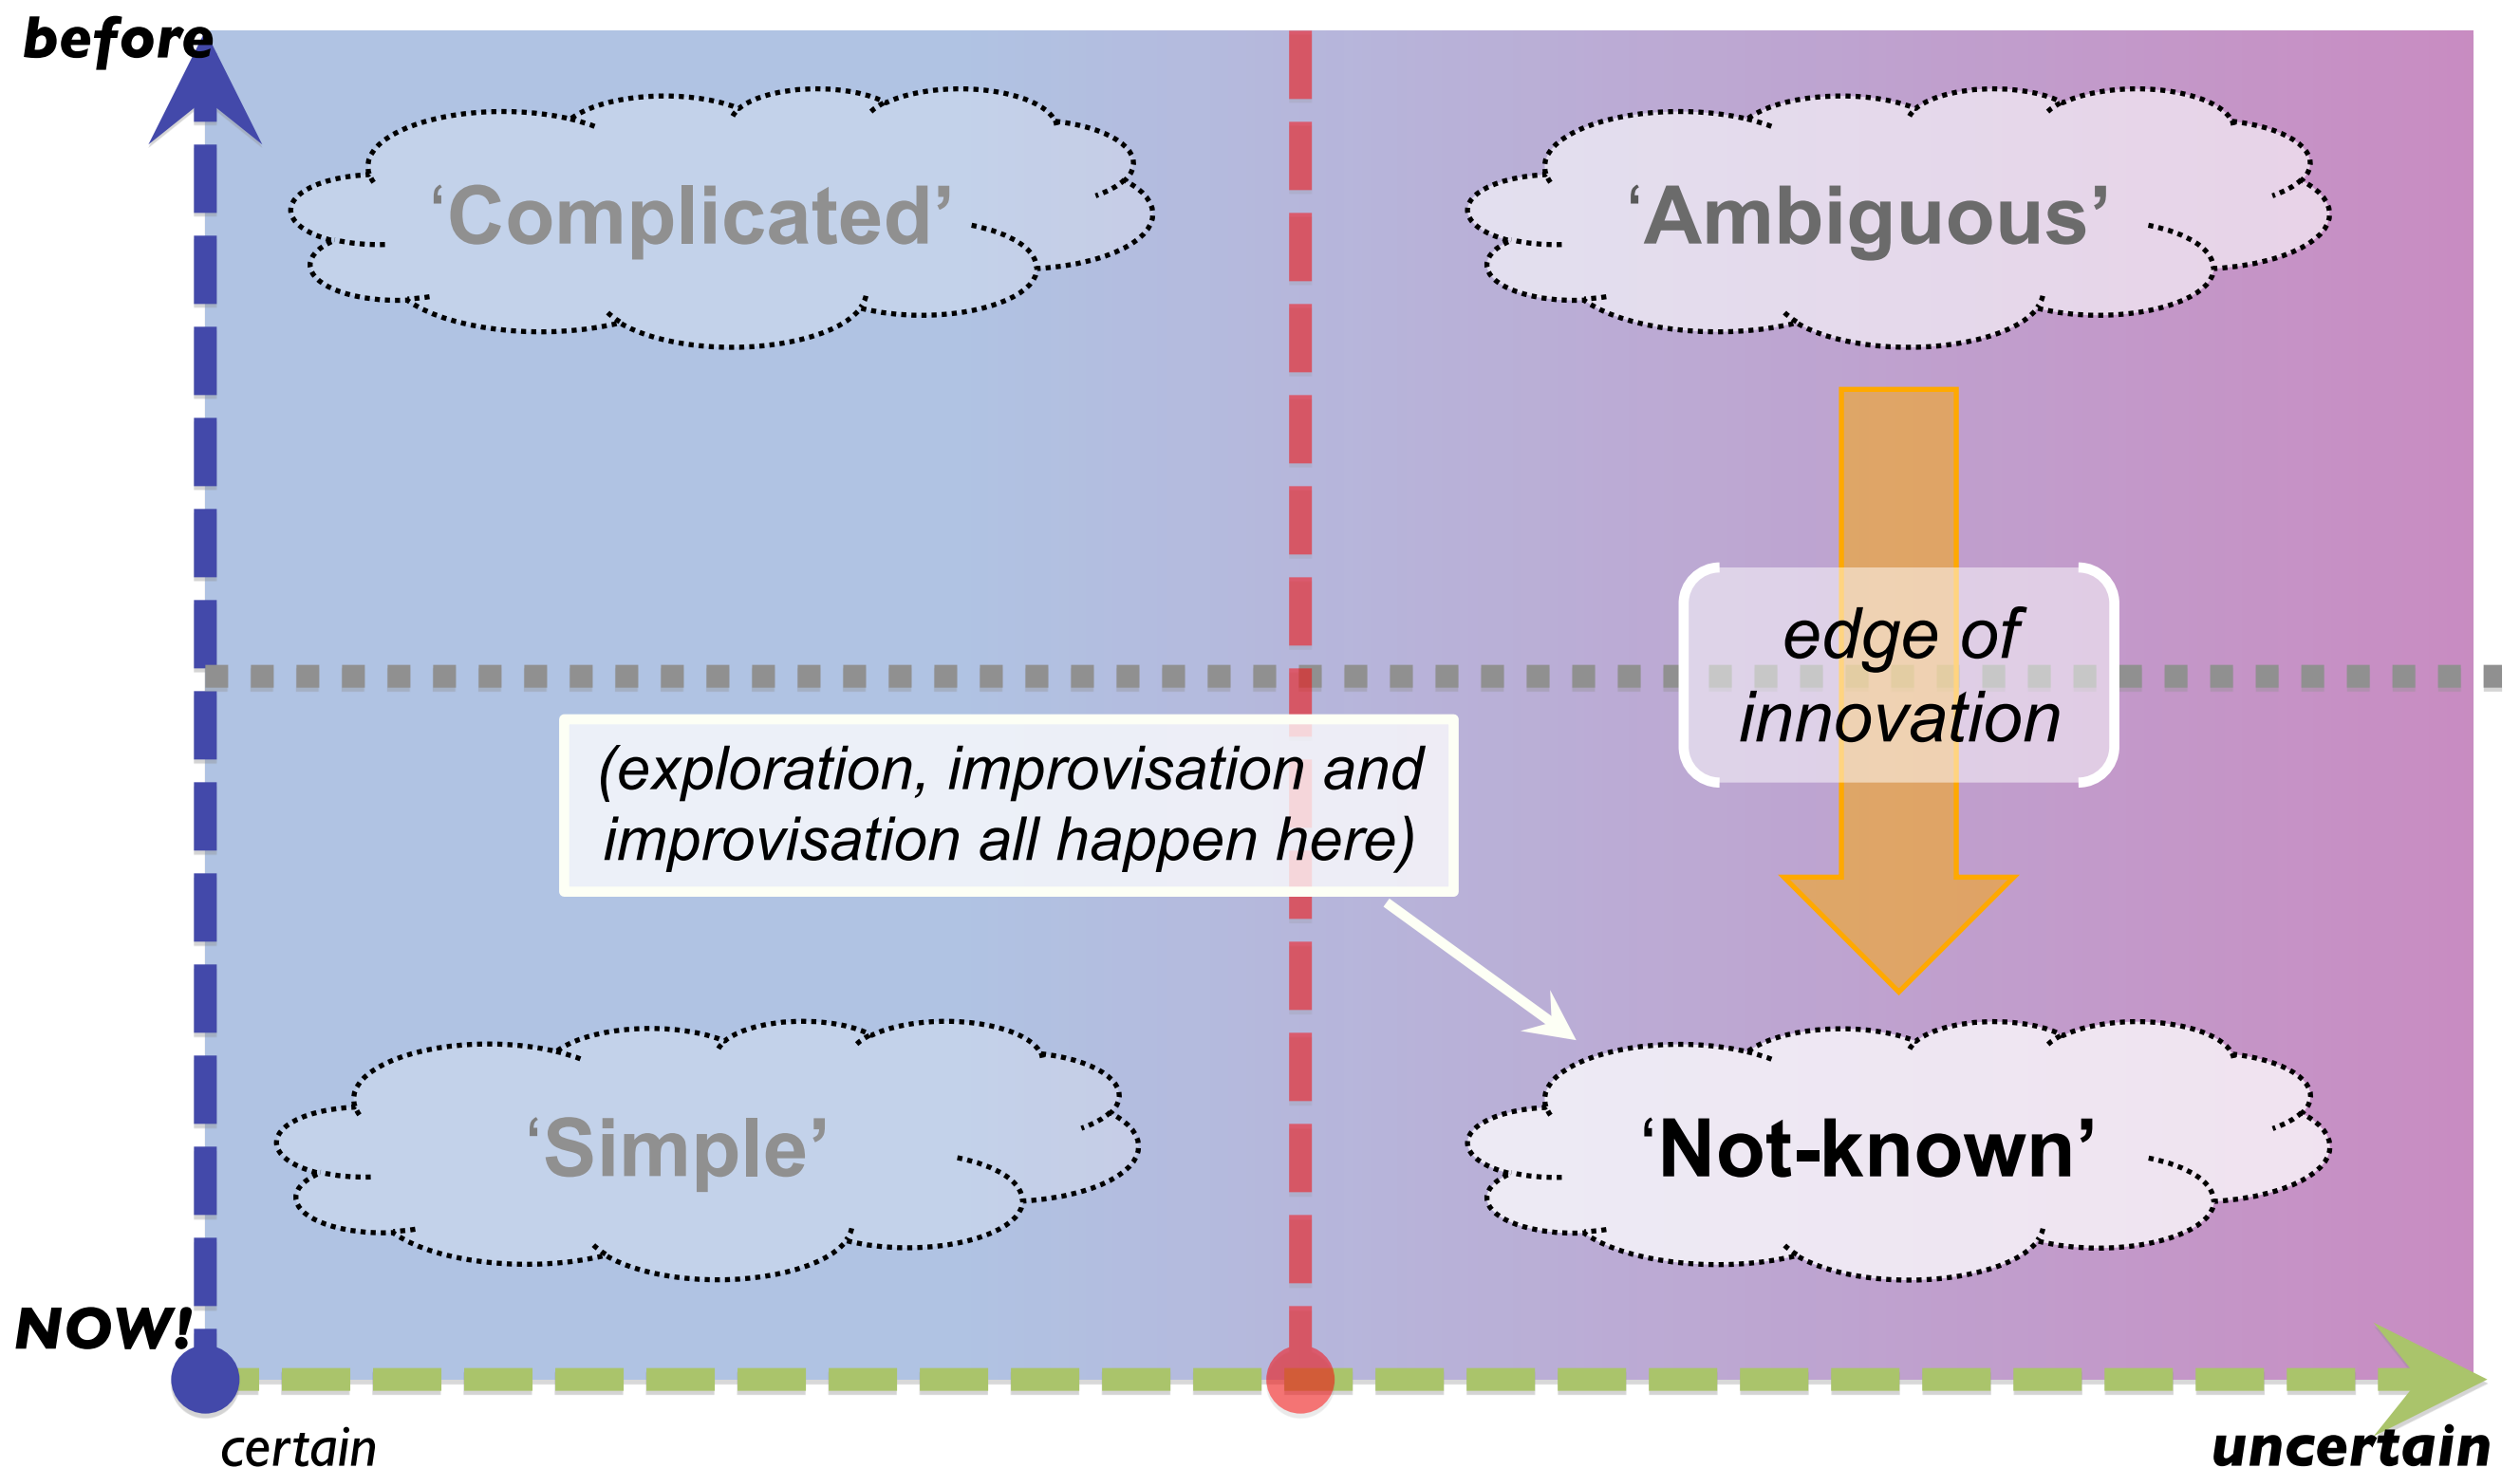 before
‘Complicated’
‘Ambiguous’
edge of
innovation
(exploration, improvisation and
improvisation all happen here)
‘Simple’
‘Not-known’
NOW!
certain
uncertain